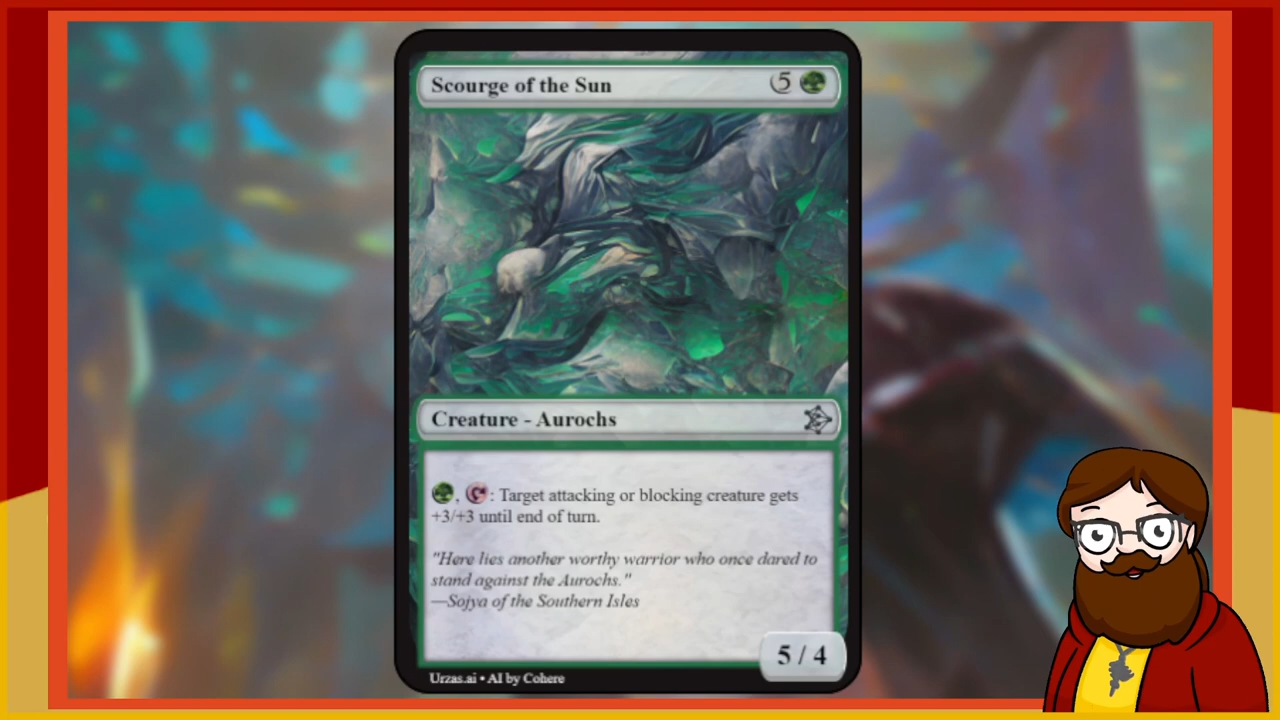 Scourge of the Sun 5
Creature - Aurochs
, : Target attacking or blocking creature gets
+3/+3 until end of turn.
"Here lies another worthy warrior who once dared to
stand against the Aurochs."
—Sojya of the Southern Isles
5 / 4
Urzas.ai • AI by Cohere